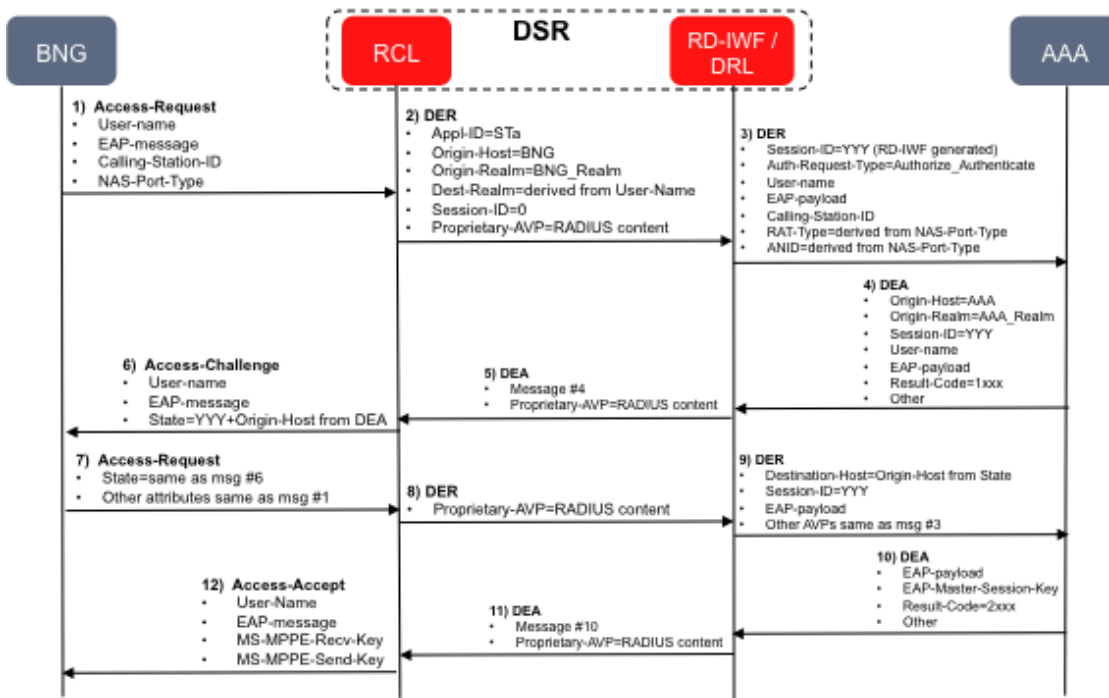 DSR
BNG
RCL
RD-IWF /
DRL
AAA
1) Access-Request
• User-name
• EAP-message
• Calling-Station-ID
• NAS-Port-Type
2) DER
• Appl-ID=STa
• Origin-Host=BNG
• Origin-Realm=BNG_Realm
• Dest-Realm=derived from User-Name
• Session-ID=0
• Proprietary-AVP=RADIUS content
3) DER
• Session-ID=YYY (RD-IWF generated)
• Auth-Request-Type=Authorize_Authenticate
• User-name
• EAP-payload
• Calling-Station-ID
• RAT-Type=derived from NAS-Port-Type
• ANID=derived from NAS-Port-Type
4) DEA
• Origin-Host=AAA
• Origin-Realm=AAA_Realm
• Session-ID=YYY
• User-name
• EAP-payload
• Result-Code=1xxx
• Other
5) DEA
• Message #4
• Proprietary-AVP=RADIUS content
6) Access-Challenge
• User-name
• EAP-message
• State=YYY+Origin-Host from DEA
7) Access-Request
• State=same as msg #6
• Other attributes same as msg #1
8) DER
• Proprietary-AVP=RADIUS content
9) DER
• Destination-Host=Origin-Host from State
• Session-ID=YYY
• EAP-payload
• Other AVPs same as msg #3
10) DEA
• EAP-payload
• EAP-Master-Session-Key
• Result-Code=2xxx
• Other
11) DEA
• Message #10
• Proprietary-AVP=RADIUS content
12) Access-Accept
• User-Name
• EAP-message
• MS-MPPE-Recv-Key
• MS-MPPE-Send-Key